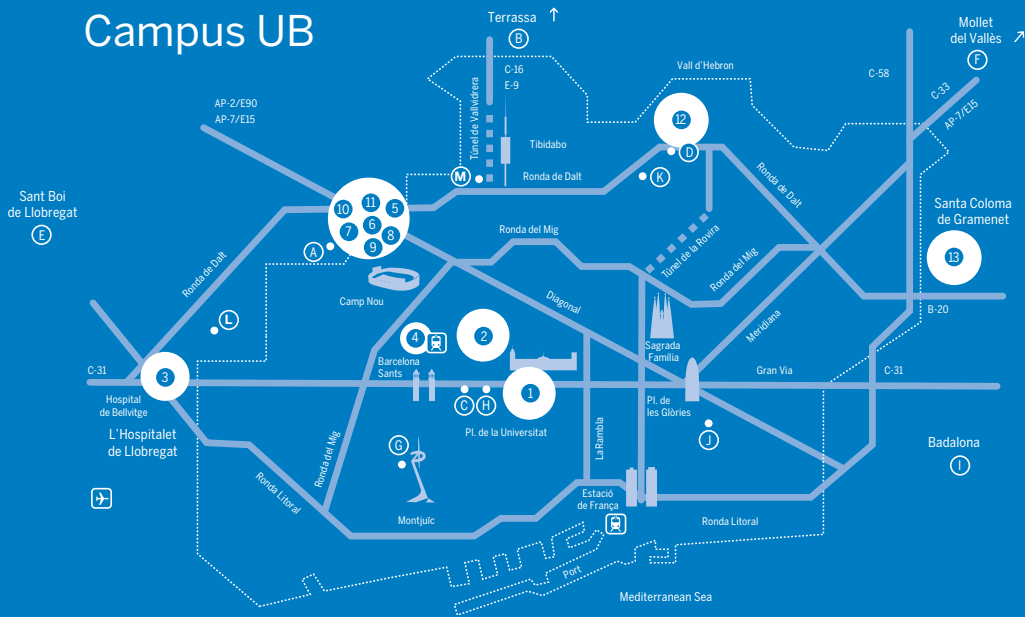 Campus UB
Terrassa ↑
B
Mollet
del Vallès ↗
F
C-16
E-9
Vall d'Hebron
C-58
C-33
AP-7/E15
AP-2/E90
AP-7/E15
Túnel de Vallvidrera
Tibidabo
12
D
K
M
Ronda de Dalt
Ronda de Dalt
Sant Boi
de Llobregat
E
Santa Coloma
de Gramenet
13
10
11
5
6
7
8
9
A
Ronda de Dalt
Ronda del Mig
Túnel de la Rovira
Ronda del Mig
Camp Nou
Diagonal
Meridiana
B-20
L
4
2
Sagrada
Família
Barcelona
Sants
C-31
3
Gran Via
C-31
Hospital
de Bellvitge
C
H
1
Pl. de
les Glòries
L'Hospitalet
de Llobregat
Pl. de la Universitat
J
G
Ronda del Mig
La Rambla
Badalona
I
Ronda Litoral
Montjuïc
Estació
de França
Ronda Litoral
Port
Mediterranean Sea